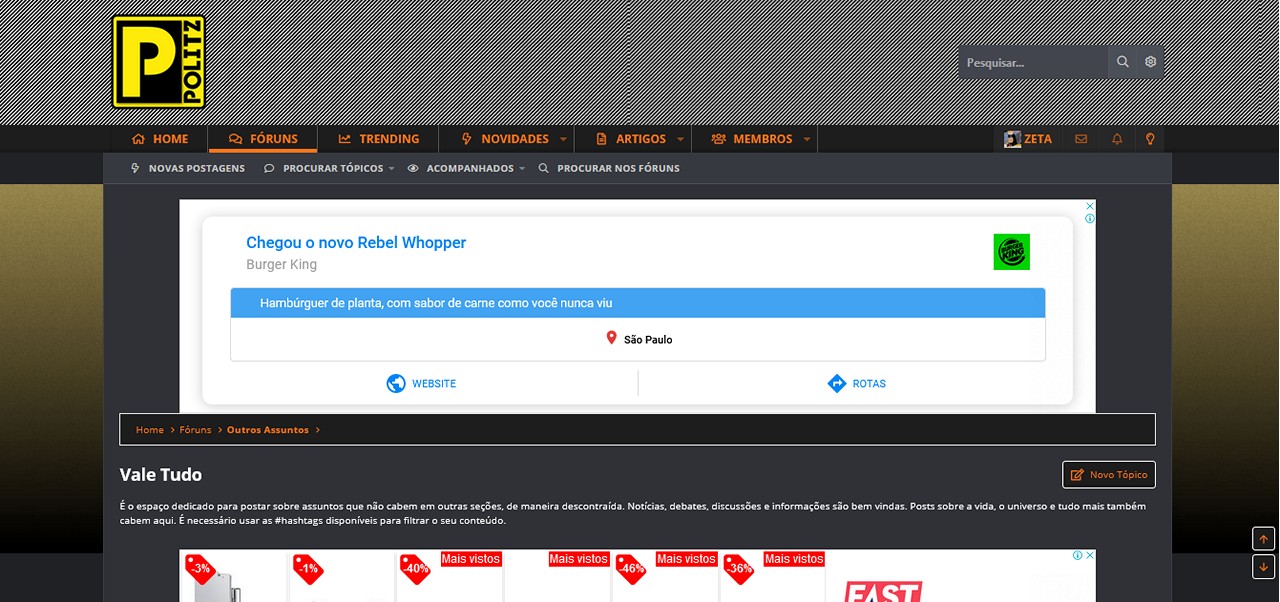 P
POLITZ
Pesquisar...
HOME
FÓRUNS
TRENDING
NOVIDADES
ARTIGOS
MEMBROS
ZETA
NOVAS POSTAGENS
PROCURAR TÓPICOS
ACOMPANHADOS
PROCURAR NOS FÓRUNS
Chegou o novo Rebel Whopper
Burger King
BURGER KING
Hambúrguer de planta, com sabor de carne como você nunca viu
São Paulo
WEBSITE
ROTAS
Home > Fóruns > Outros Assuntos >
Vale Tudo
Novo Tópico
É o espaço dedicado para postar sobre assuntos que não cabem em outras seções, de maneira descontraída. Notícias, debates, discussões e informações são bem vindas. Posts sobre a vida, o universo e tudo mais também
cabem aqui. É necessário usar as #hashtags disponíveis para filtrar o seu conteúdo.
-3%
-1%
-40%
Mais vistos
Mais vistos
-46%
Mais vistos
-36%
Mais vistos
FAST